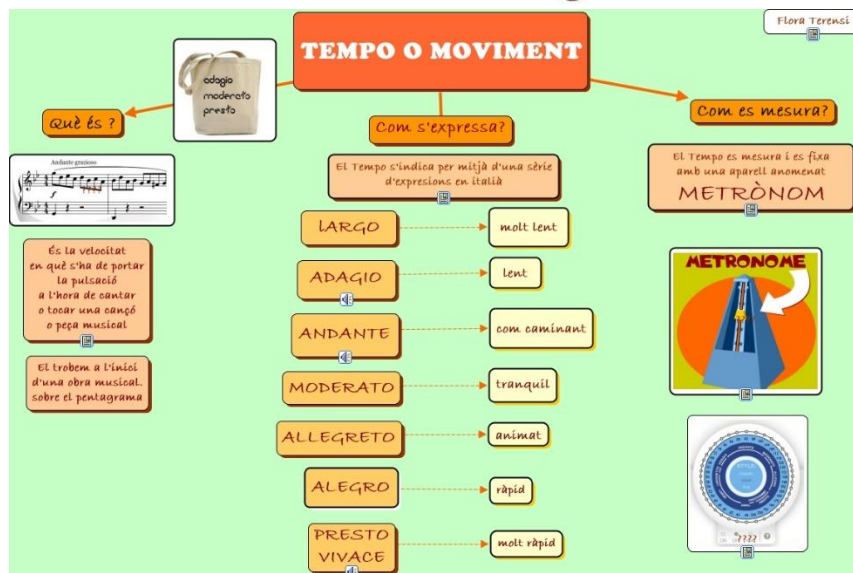 TEMPO O MOVIMENT
Flora Terensi
adagio
moderato
presto
Què és ?
Andante grazioso
f
????
És la velocitat
en què s'ha de portar
la pulsació
a l'hora de cantar
o tocar una cançó
o peça musical
El trobem a l'inici
d'una obra musical.
sobre el pentagrama
Com s'expressa?
El Tempo s'indica per mitjà d'una sèrie
d'expresions en italià
lARGO
molt lent
ADAGIO
lent
ANDANTE
com caminant
MODERATO
tranquil
ALLEGRETO
animat
ALEGRO
ràpid
PRESTO
VIVACE
molt ràpid
Com es mesura?
El Tempo es mesura i es fixa
amb una aparell anomenat
METRÒNOM
METRONOME
????